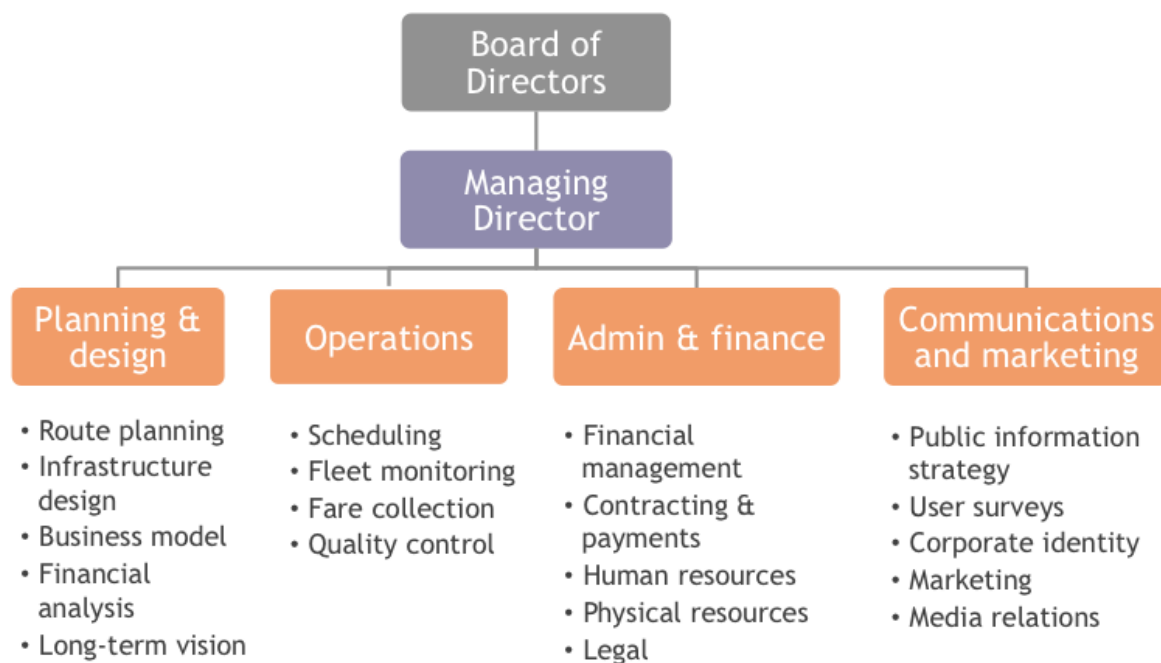 Board of
Directors
Managing
Director
Planning &
design
Operations
Admin & finance
Communications
and marketing
• Route planning
• Infrastructure
design
• Business model
• Financial
analysis
• Long-term vision
• Scheduling
• Fleet monitoring
• Fare collection
• Quality control
• Financial
management
• Contracting &
payments
• Human resources
• Physical resources
• Legal
• Public information
strategy
• User surveys
• Corporate identity
• Marketing
• Media relations